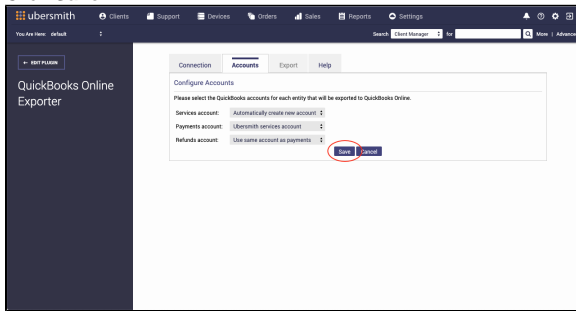 ubersmith Clients Support Devices Orders Sales Reports Settings
You Are Here: default Search Client Manager for More | Advance
← EDIT PLUGIN
QuickBooks Online
Exporter
Connection Accounts Export Help
Configure Accounts
Please select the QuickBooks accounts for each entity that will be exported to QuickBooks Online.
Services account: Automatically create new account
Payments account: Ubersmith services account
Refunds account: Use same account as payments
Save Cancel